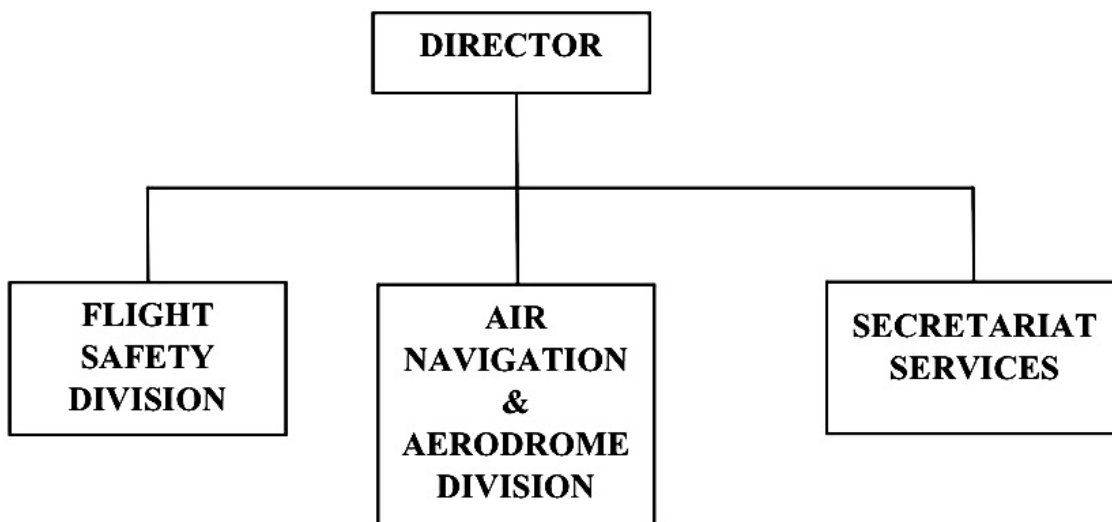 DIRECTOR
FLIGHT
SAFETY
DIVISION
AIR
NAVIGATION
&
AERODROME
DIVISION
SECRETARIAT
SERVICES